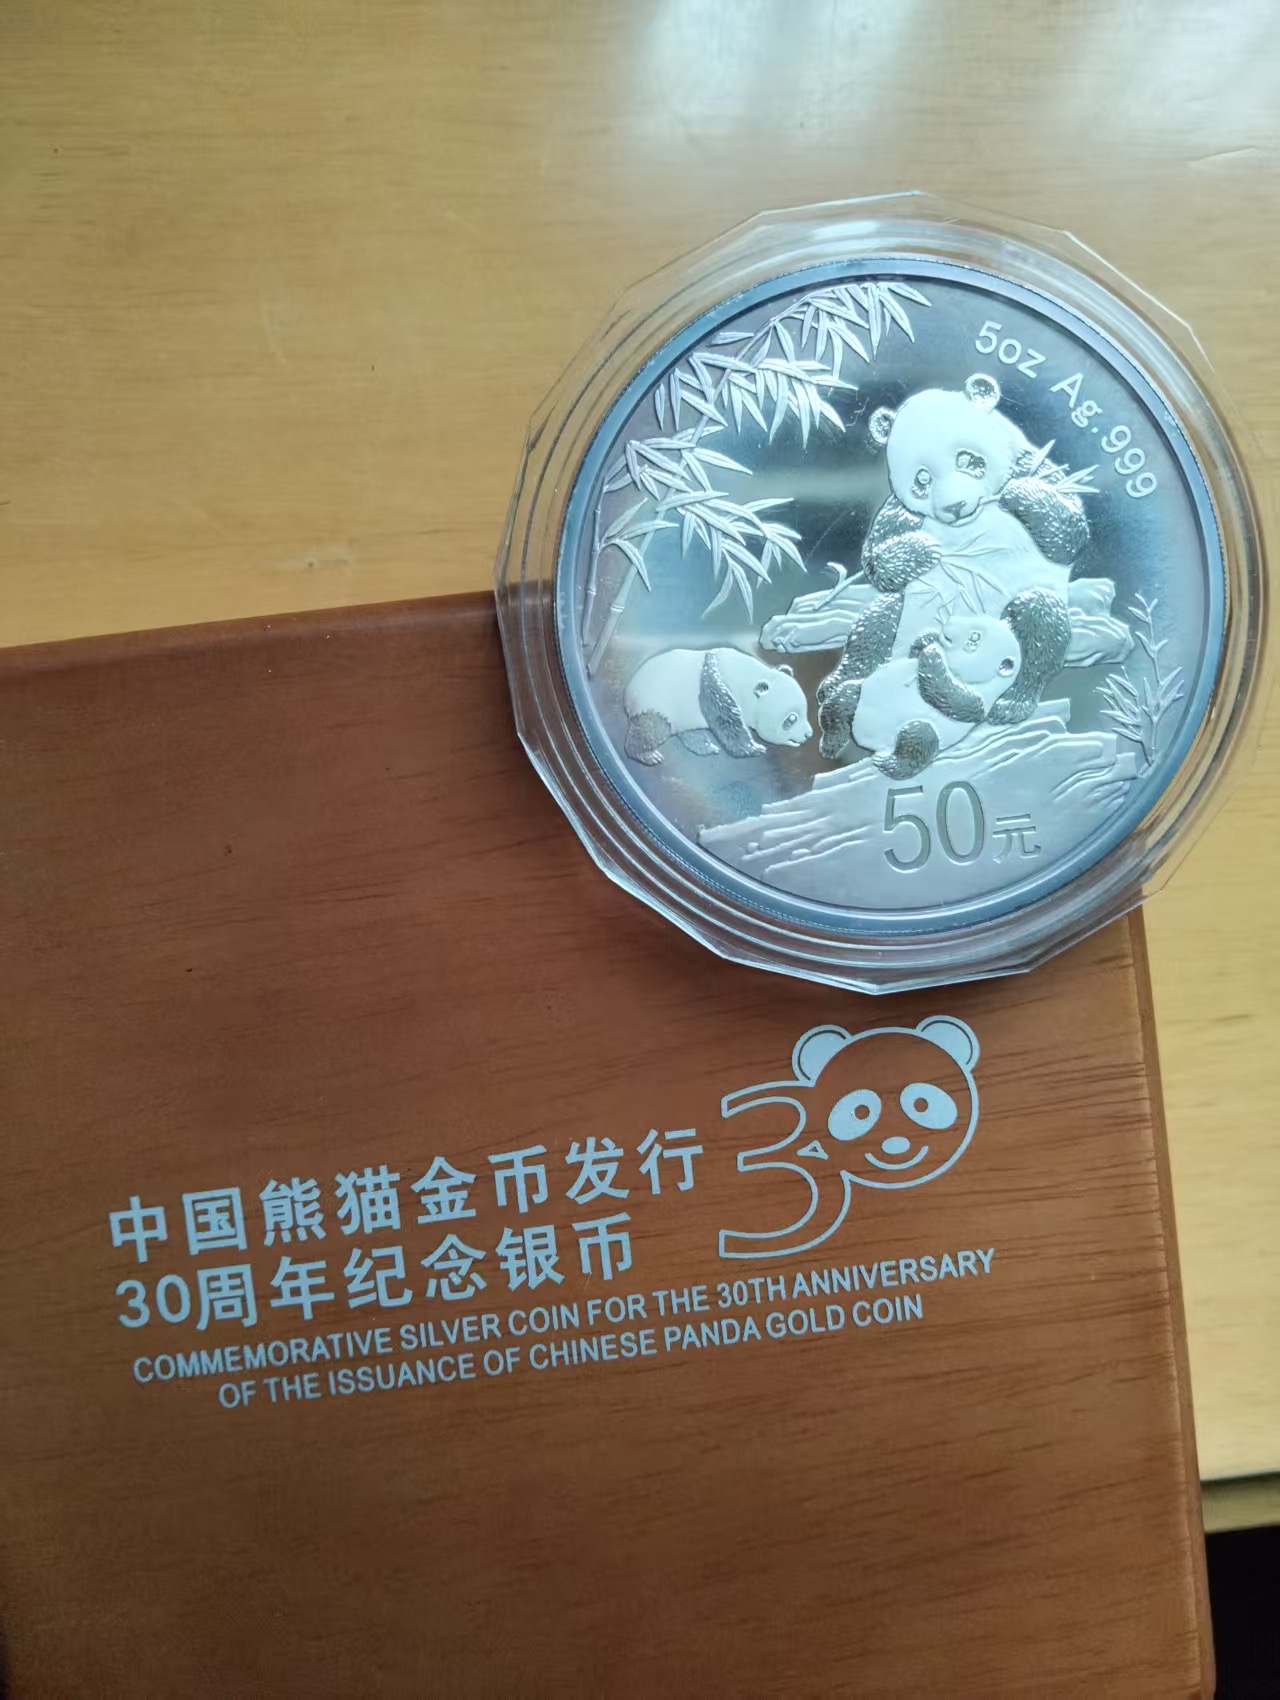 5oz Ag.999
50元
30
中国熊猫金币发行
30周年纪念银币
COMMEMORATIVE SILVER COIN FOR THE 30TH ANNIVERSARY
OF THE ISSUANCE OF CHINESE PANDA GOLD COIN